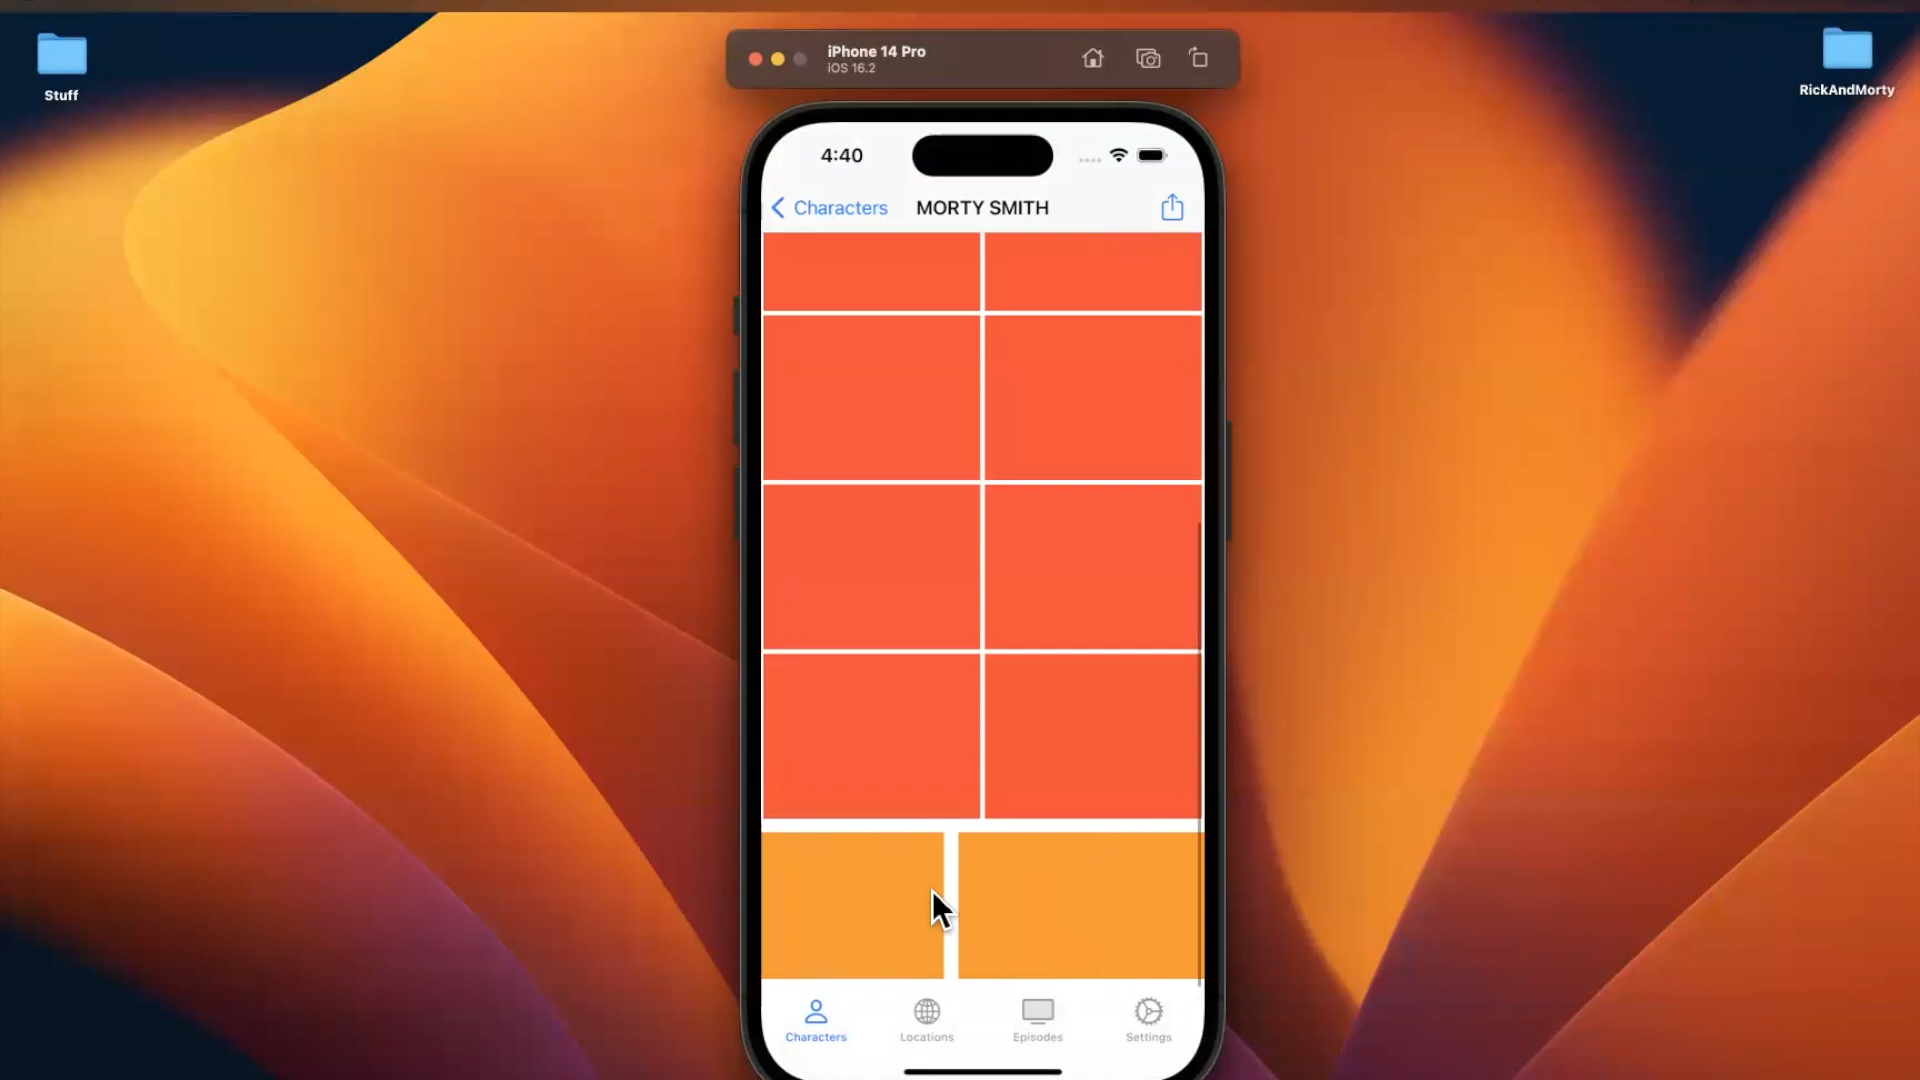 iPhone 14 Pro
iOS 16.2
Stuff
RickAndMorty
4:40
Characters
MORTY SMITH
Characters
Locations
Episodes
Settings